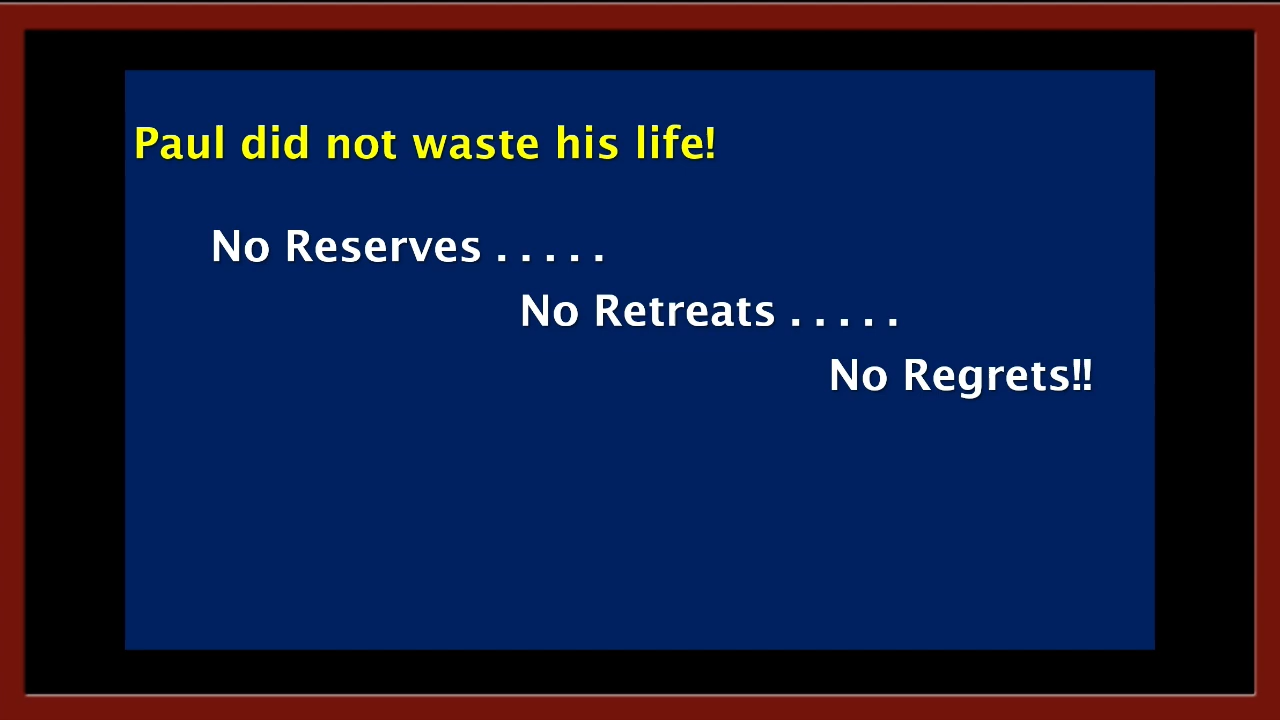 Paul did not waste his life!
No Reserves . . . . .
No Retreats . . . . .
No Regrets!!